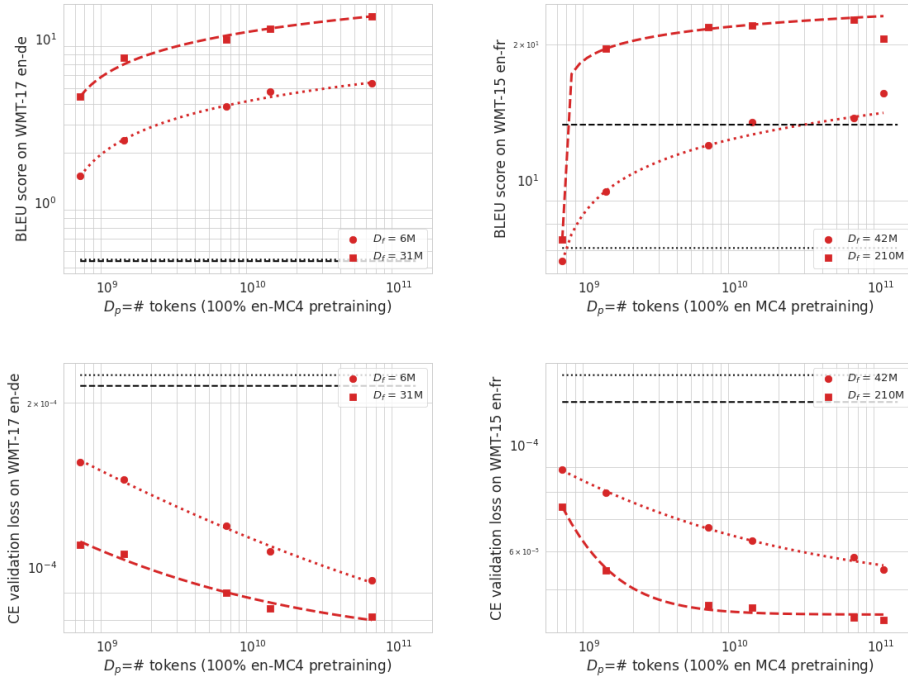 BLEU score on WMT-17 en-de
10¹
10⁰
D_f = 6M
D_f = 31M
10⁹ 10¹⁰ 10¹¹
D_p=# tokens (100% en-MC4 pretraining)
BLEU score on WMT-15 en-fr
2 × 10¹
10¹
D_f = 42M
D_f = 210M
10⁹ 10¹⁰ 10¹¹
D_p=# tokens (100% en-MC4 pretraining)
CE validation loss on WMT-17 en-de
2 × 10⁻⁴
10⁻⁴
D_f = 6M
D_f = 31M
10⁹ 10¹⁰ 10¹¹
D_p=# tokens (100% en-MC4 pretraining)
CE validation loss on WMT-15 en-fr
10⁻⁴
6 × 10⁻⁵
D_f = 42M
D_f = 210M
10⁹ 10¹⁰ 10¹¹
D_p=# tokens (100% en MC4 pretraining)